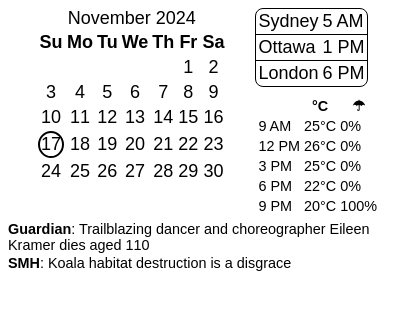 November 2024
Su Mo Tu We Th Fr Sa
1 2
3 4 5 6 7 8 9
10 11 12 13 14 15 16
17 18 19 20 21 22 23
24 25 26 27 28 29 30
Sydney 5 AM
Ottawa 1 PM
London 6 PM
°C ☂
9 AM 25°C 0%
12 PM 26°C 0%
3 PM 25°C 0%
6 PM 22°C 0%
9 PM 20°C 100%
Guardian: Trailblazing dancer and choreographer Eileen
Kramer dies aged 110
SMH: Koala habitat destruction is a disgrace